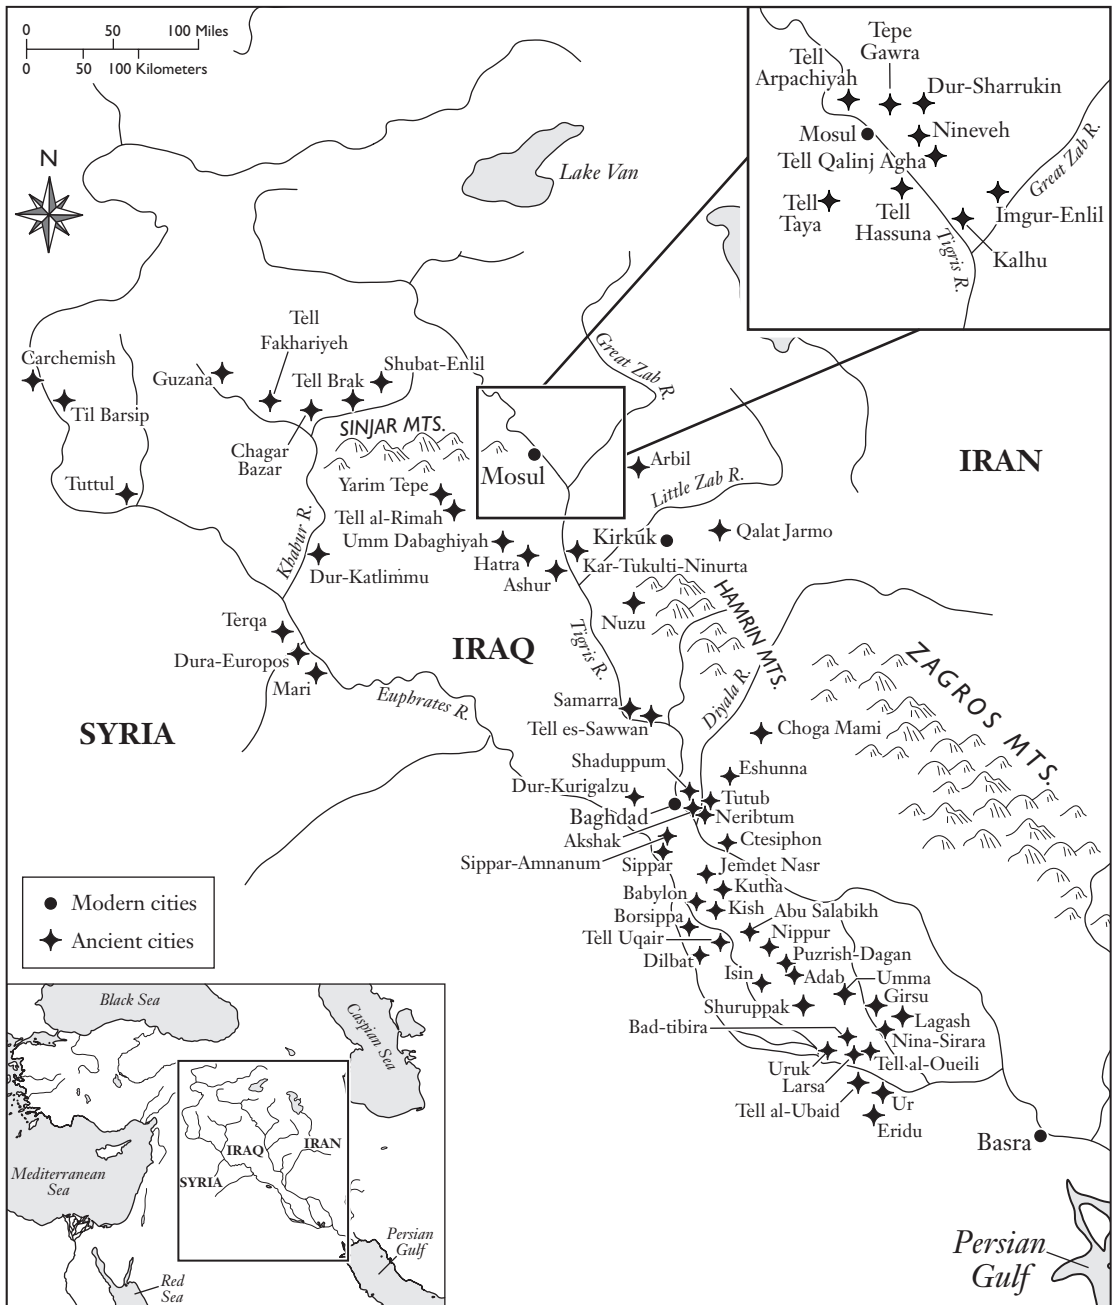 0 50 100 Miles
0 50 100 Kilometers
N
Lake Van
Tepe
Gawra
Tell
Arpachiyah
Dur-Sharrukin
Mosul
Nineveh
Tell Qalinj Agha
Great Zab R.
Tell
Taya
Tell
Hassuna
Imgur-Enlil
Tigris R.
Kalhu
Carchemish
Til Barsip
Tuttul
Guzana
Tell
Fakhariyeh
Tell Brak
Shubat-Enlil
Chagar
Bazar
SINJAR MTS.
Great Zab R.
Mosul
Arbil
IRAN
Little Zab R.
Yarim Tepe
Tell al-Rimah
Umm Dabaghiyah
Hatra
Ashur
Kirkuk
Kar-Tukulti-Ninurta
Qalat Jarmo
Khabur R.
Dur-Katlimmu
Nuzu
HAMRIN MTS.
Terqa
Dura-Europos
Mari
IRAQ
Tigris R.
ZAGROS MTS.
SYRIA
Euphrates R.
Diyala R.
Samarra
Tell es-Sawwan
Choga Mami
Shaduppum
Eshunna
Dur-Kurigalzu
Tutub
Baghdad
Neribtum
Akshak
Ctesiphon
Sippar-Amnanum
Sippar
Jemdet Nasr
Kutha
Babylon
Kish
Abu Salabikh
Borsippa
Nippur
Tell Uqair
Puzrish-Dagan
Dilbat
Isin
Adab
Umma
Girsu
Shuruppak
Lagash
Bad-tibira
Nina-Sirara
Uruk
Tell al-Oueili
Larsa
Tell al-Ubaid
Ur
Eridu
Basra
Persian
Gulf
Modern cities
Ancient cities
Black Sea
Caspian Sea
IRAQ
IRAN
SYRIA
Mediterranean
Sea
Persian
Gulf
Red
Sea